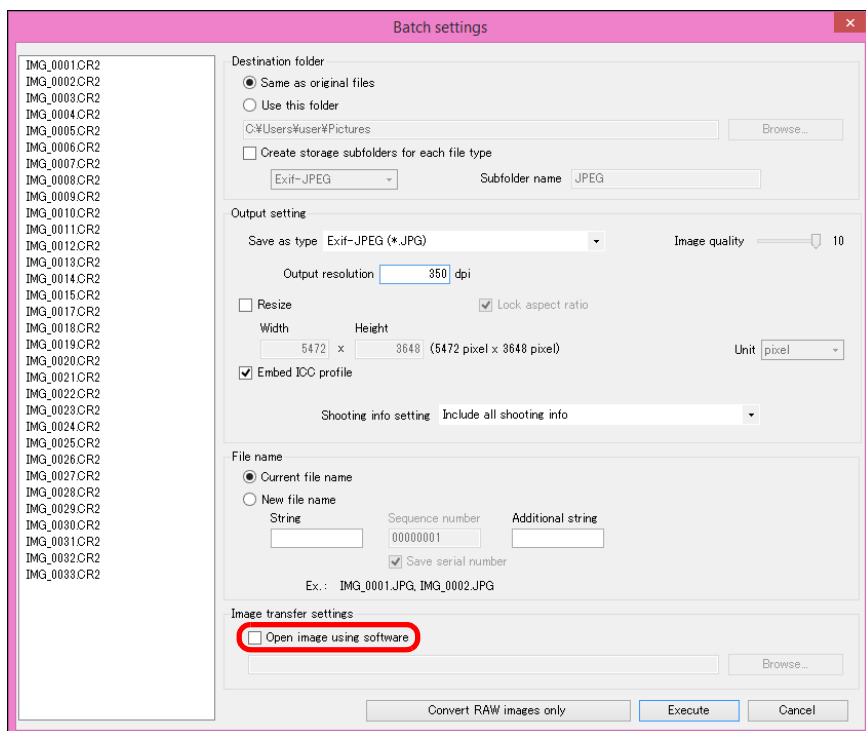 Batch settings
IMG_0001.CR2
IMG_0002.CR2
IMG_0003.CR2
IMG_0004.CR2
IMG_0005.CR2
IMG_0006.CR2
IMG_0007.CR2
IMG_0008.CR2
IMG_0009.CR2
IMG_0010.CR2
IMG_0011.CR2
IMG_0012.CR2
IMG_0013.CR2
IMG_0014.CR2
IMG_0015.CR2
IMG_0017.CR2
IMG_0018.CR2
IMG_0019.CR2
IMG_0020.CR2
IMG_0021.CR2
IMG_0022.CR2
IMG_0023.CR2
IMG_0024.CR2
IMG_0025.CR2
IMG_0026.CR2
IMG_0027.CR2
IMG_0028.CR2
IMG_0029.CR2
IMG_0030.CR2
IMG_0031.CR2
IMG_0032.CR2
IMG_0033.CR2
Destination folder
Same as original files
Use this folder
C:¥Users¥user¥Pictures Browse...
Create storage subfolders for each file type
Exif-JPEG Subfolder name JPEG
Output setting
Save as type Exif-JPEG (*.JPG) Image quality 10
Output resolution 350 dpi
Resize Lock aspect ratio
Width Height
5472 x 3648 (5472 pixel x 3648 pixel) Unit pixel
Embed ICC profile
Shooting info setting Include all shooting info
File name
Current file name
New file name
String Sequence number Additional string
00000001
Save serial number
Ex.: IMG_0001.JPG, IMG_0002.JPG
Image transfer settings
Open image using software
Browse...
Convert RAW images only Execute Cancel